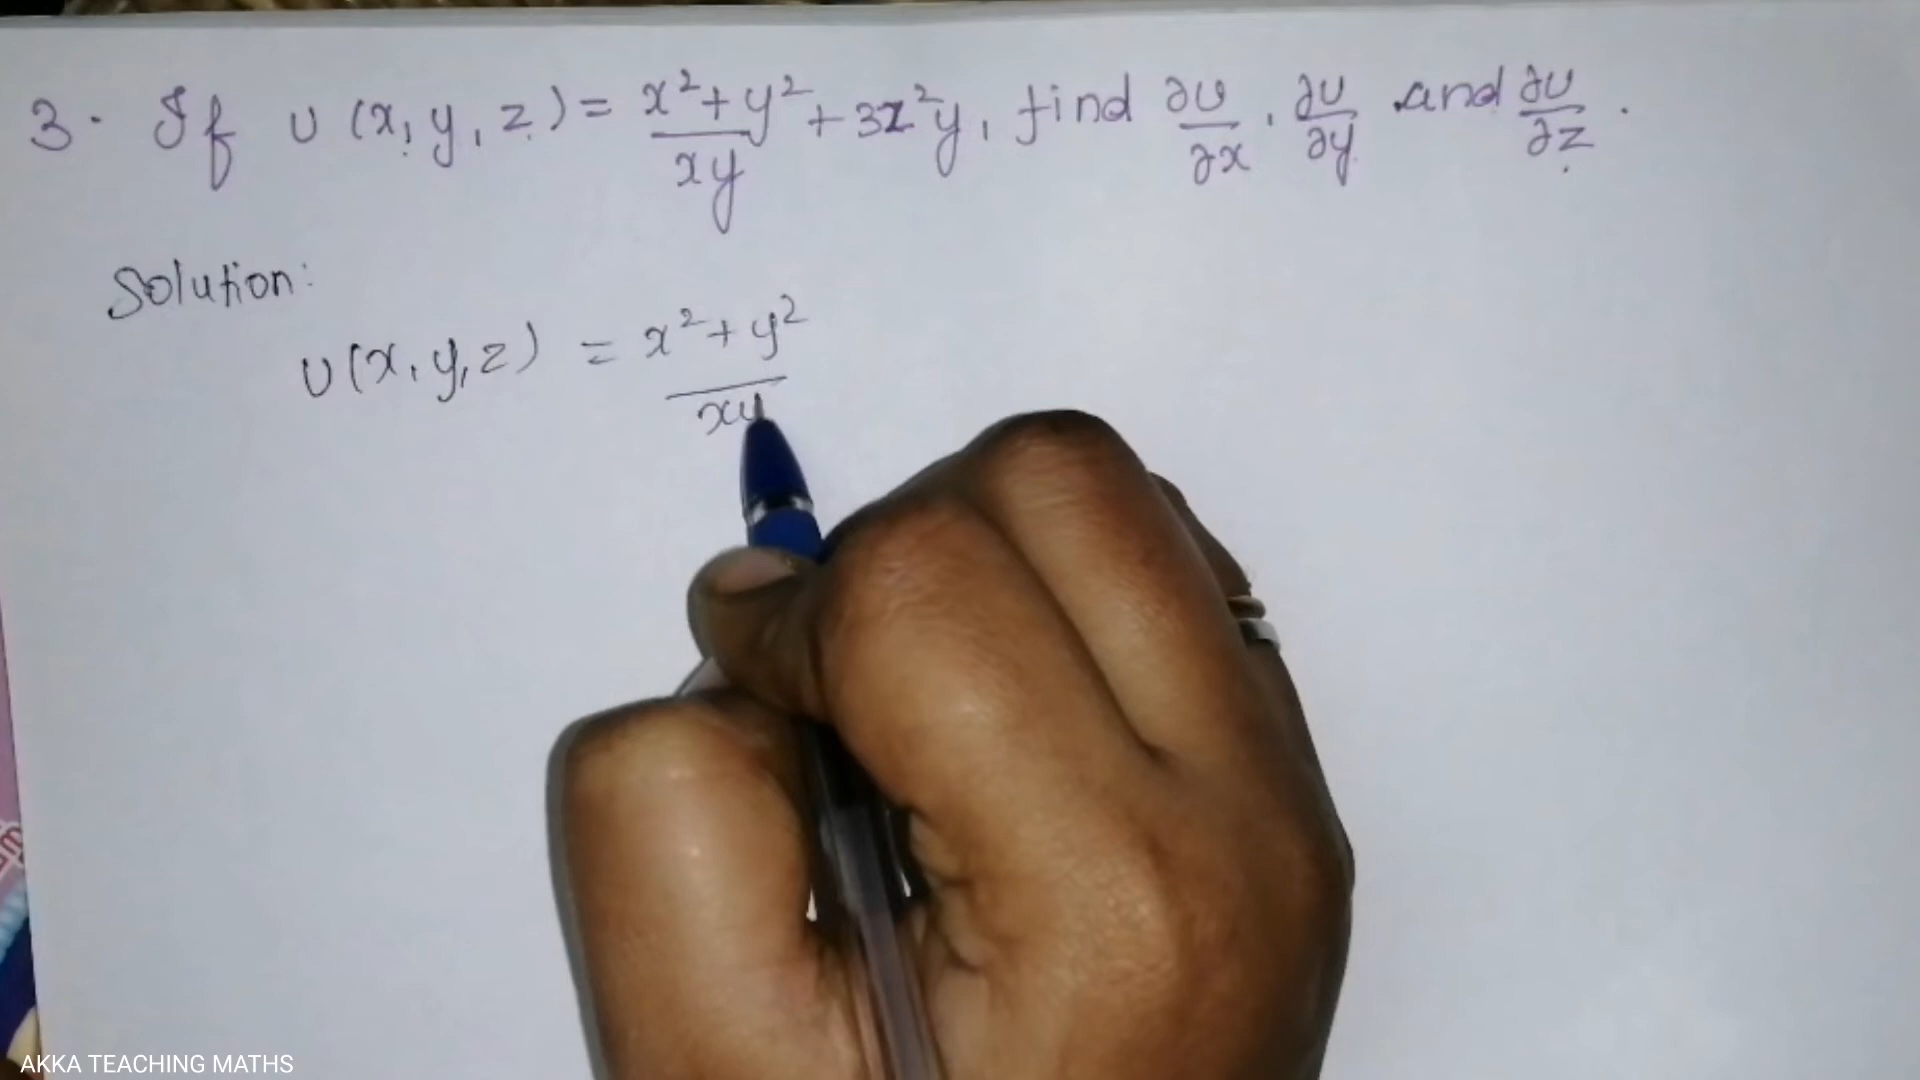 3. If U(x, y, z) = x²+y²/xy + 3z²y, find ∂U/∂x, ∂U/∂y and ∂U/∂z.
Solution:
U(x, y, z) = x²+y²/xy
AKKA TEACHING MATHS